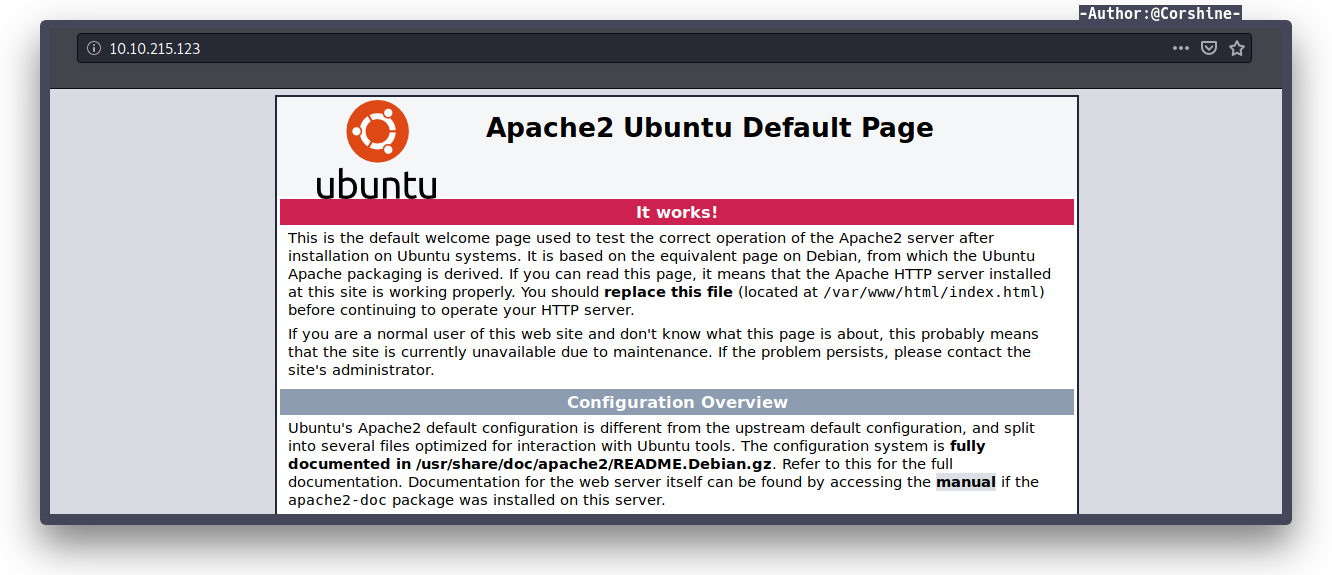 -Author:@Corshine-
10.10.215.123
Apache2 Ubuntu Default Page
ubuntu
It works!
This is the default welcome page used to test the correct operation of the Apache2 server after
installation on Ubuntu systems. It is based on the equivalent page on Debian, from which the Ubuntu
Apache packaging is derived. If you can read this page, it means that the Apache HTTP server installed
at this site is working properly. You should replace this file (located at /var/www/html/index.html)
before continuing to operate your HTTP server.
If you are a normal user of this web site and don't know what this page is about, this probably means
that the site is currently unavailable due to maintenance. If the problem persists, please contact the
site's administrator.
Configuration Overview
Ubuntu's Apache2 default configuration is different from the upstream default configuration, and split
into several files optimized for interaction with Ubuntu tools. The configuration system is fully
documented in /usr/share/doc/apache2/README.Debian.gz. Refer to this for the full
documentation. Documentation for the web server itself can be found by accessing the manual if the
apache2-doc package was installed on this server.